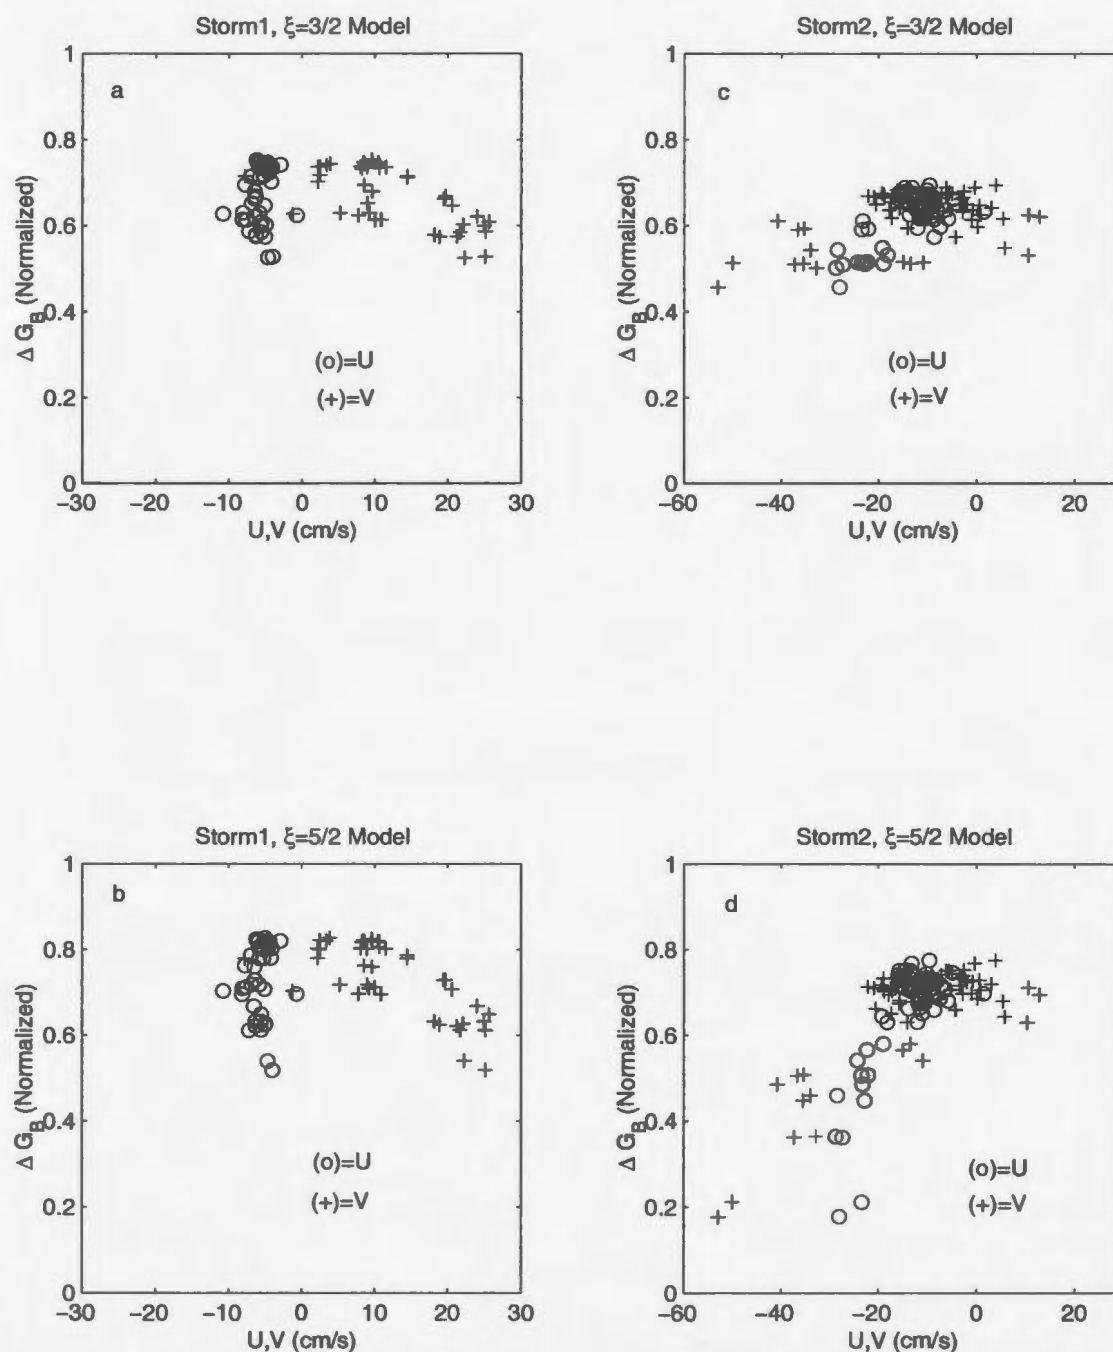 Storm1, ξ=3/2 Model
a
1
0.8
0.6
0.4
0.2
0
Δ G_B (Normalized)
(o)=U
(+)=V
−30 −20 −10 0 10 20 30
U,V (cm/s)
Storm2, ξ=3/2 Model
c
1
0.8
0.6
0.4
0.2
0
Δ G_B (Normalized)
(o)=U
(+)=V
−60 −40 −20 0 20
U,V (cm/s)
Storm1, ξ=5/2 Model
b
1
0.8
0.6
0.4
0.2
0
Δ G_B (Normalized)
(o)=U
(+)=V
−30 −20 −10 0 10 20 30
U,V (cm/s)
Storm2, ξ=5/2 Model
d
1
0.8
0.6
0.4
0.2
0
Δ G_B (Normalized)
(o)=U
(+)=V
−60 −40 −20 0 20
U,V (cm/s)